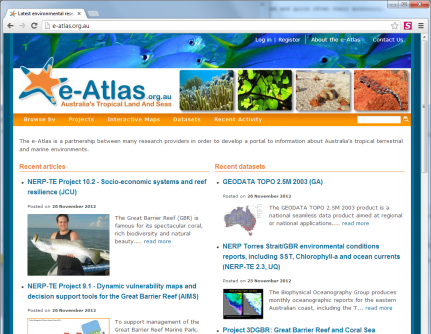 Latest environmental res
e-atlas.org.au
Log in | Register
About the e-Atlas
Contact Us
e-Atlas.org.au
Australia's Tropical Land And Seas
Browse by
Projects
Interactive Maps
Datasets
Recent Activity
The e-Atlas is a partnership between many research providers in order to develop a portal to information about Australia's tropical terrestrial
and marine environments.
Recent articles
NERP-TE Project 10.2 - Socio-economic systems and reef
resilience (JCU)
Posted on 26 November 2012
The Great Barrier Reef (GBR) is
famous for its spectacular coral,
rich biodiversity and natural
beauty.... read more
NERP-TE Project 9.1 - Dynamic vulnerability maps and
decision support tools for the Great Barrier Reef (AIMS)
Posted on 26 November 2012
To support management of the
Great Barrier Reef Marine Park,
Recent datasets
GEODATA TOPO 2.5M 2003 (GA)
Posted on 26 November 2012
The GEODATA TOPO 2.5M 2003 product is a
national seamless data product aimed at regional
or national applications.... read more
NERP Torres Strait/GBR environmental conditions
reports, including SST, Chlorophyll-a and ocean currents
(NERP-TE 2.3, UQ)
Posted on 23 November 2012
The Biophysical Oceanography Group produces
monthly oceanographic reports for the eastern
Australian coast, including the T... read more
Project 3DGBR: Great Barrier Reef and Coral Sea